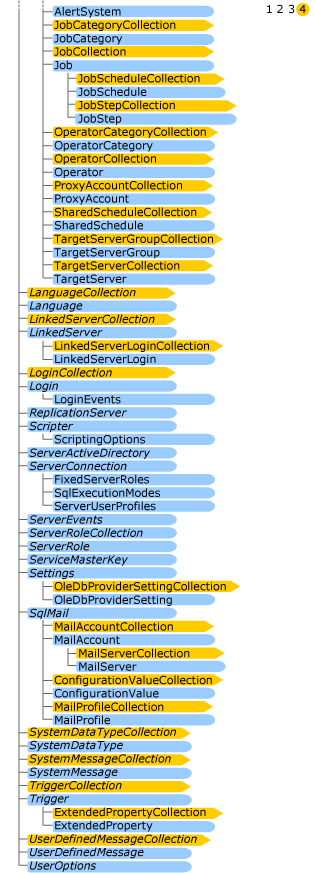 1 2 3 4
AlertSystem
JobCategoryCollection
JobCategory
JobCollection
Job
JobScheduleCollection
JobSchedule
JobStepCollection
JobStep
OperatorCategoryCollection
OperatorCategory
OperatorCollection
Operator
ProxyAccountCollection
ProxyAccount
SharedScheduleCollection
SharedSchedule
TargetServerGroupCollection
TargetServerGroup
TargetServerCollection
TargetServer
LanguageCollection
Language
LinkedServerCollection
LinkedServer
LinkedServerLoginCollection
LinkedServerLogin
LoginCollection
Login
LoginEvents
ReplicationServer
Scripter
ScriptingOptions
ServerActiveDirectory
ServerConnection
FixedServerRoles
SqlExecutionModes
ServerUserProfiles
ServerEvents
ServerRoleCollection
ServerRole
ServiceMasterKey
Settings
OleDbProviderSettingCollection
OleDbProviderSetting
SqlMail
MailAccountCollection
MailAccount
MailServerCollection
MailServer
ConfigurationValueCollection
ConfigurationValue
MailProfileCollection
MailProfile
SystemDataTypeCollection
SystemDataType
SystemMessageCollection
SystemMessage
TriggerCollection
Trigger
ExtendedPropertyCollection
ExtendedProperty
UserDefinedMessageCollection
UserDefinedMessage
UserOptions